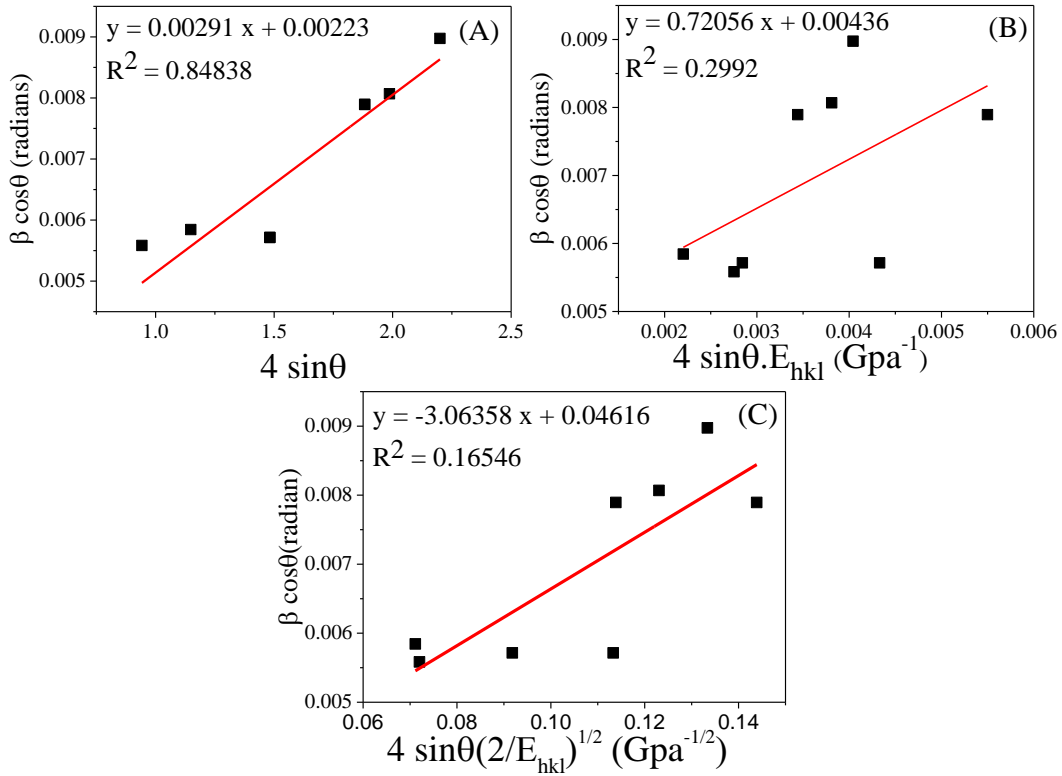 y = 0.00291 x + 0.00223
R² = 0.84838
(A)
0.009
0.008
0.007
0.006
0.005
β cosθ (radians)
1.0 1.5 2.0 2.5
4 sinθ
y = 0.72056 x + 0.00436
R² = 0.2992
(B)
0.009
0.008
0.007
0.006
0.005
β cosθ (radians)
0.002 0.003 0.004 0.005 0.006
4 sinθ.E_hkl (Gpa⁻¹)
y = -3.06358 x + 0.04616
R² = 0.16546
(C)
0.009
0.008
0.007
0.006
0.005
β cosθ(radian)
0.06 0.08 0.10 0.12 0.14
4 sinθ(2/E_hkl)^1/2 (Gpa^-1/2)